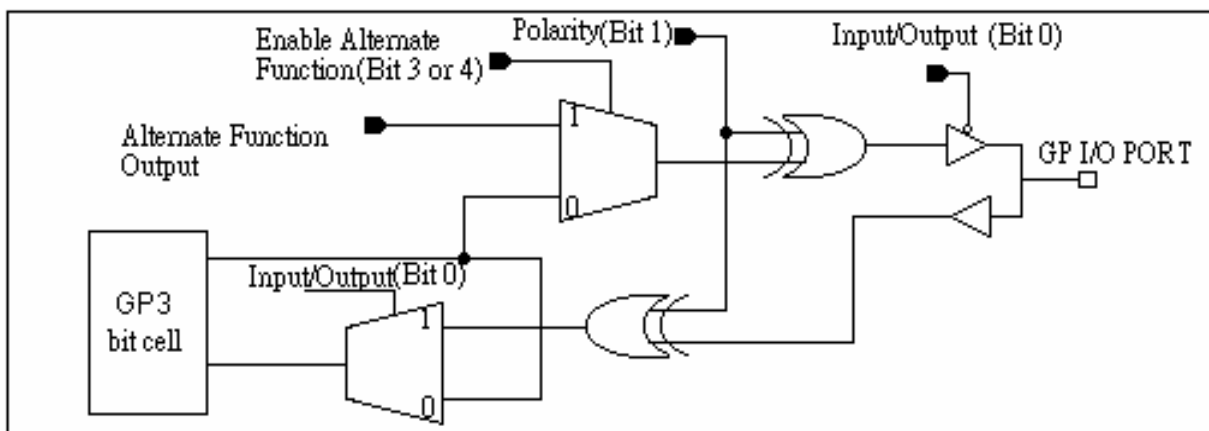 Enable Alternate
Function(Bit 3 or 4)
Polarity(Bit 1)
Input/Output (Bit 0)
Alternate Function
Output
1
0
GP I/O PORT
GP3
bit cell
Input/Output(Bit 0)
1
0